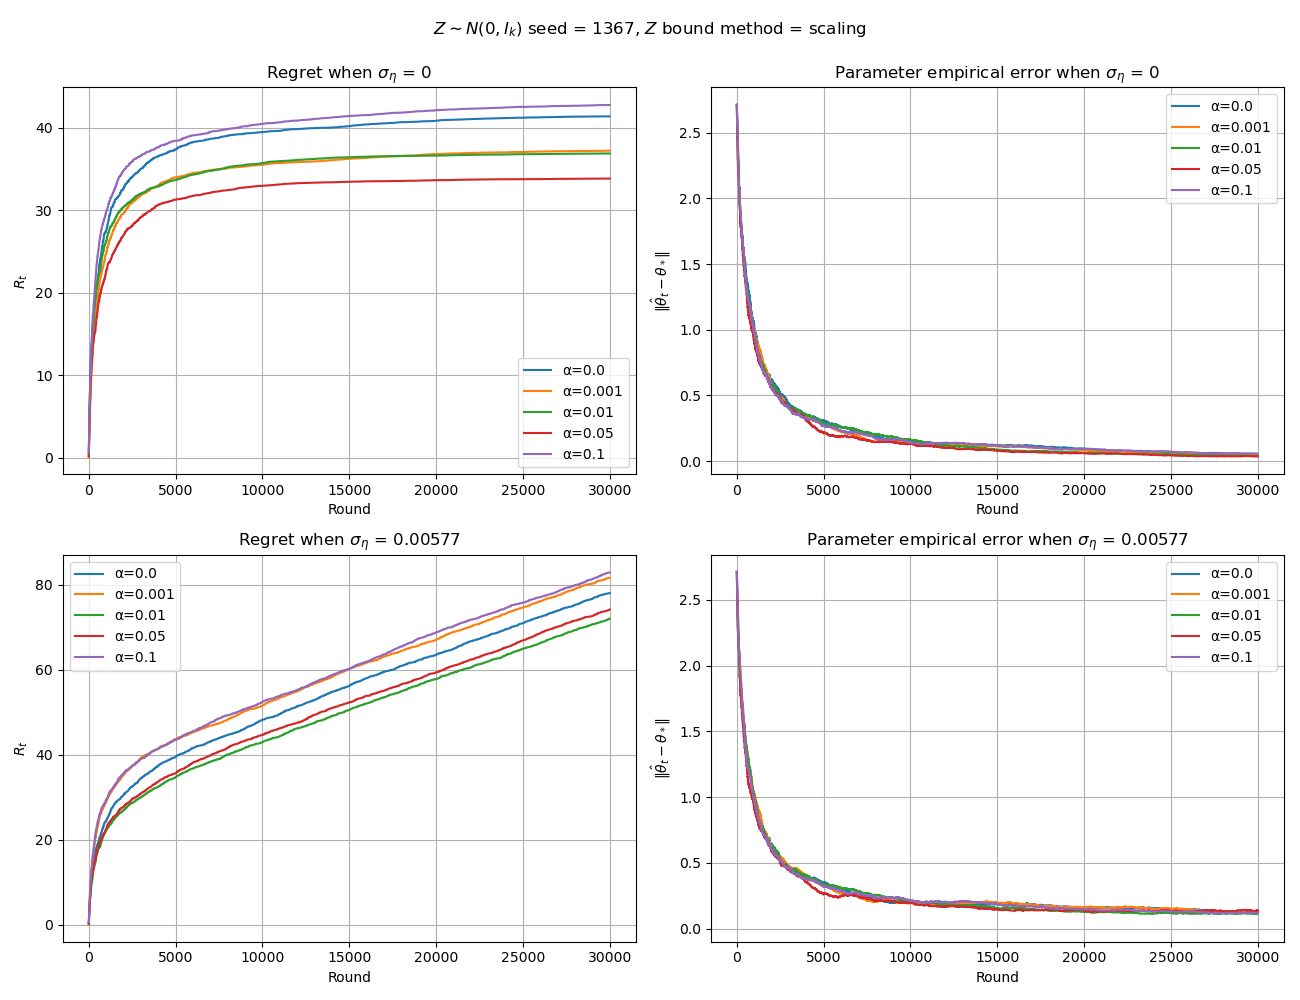 Z ~ N(0, I_k) seed = 1367, Z bound method = scaling
Regret when σ_η = 0
R_t
40
30
20
10
0
0 5000 10000 15000 20000 25000 30000
Round
α=0.0
α=0.001
α=0.01
α=0.05
α=0.1
Parameter empirical error when σ_η = 0
‖θ̂_t − θ_*‖
2.5
2.0
1.5
1.0
0.5
0.0
0 5000 10000 15000 20000 25000 30000
Round
α=0.0
α=0.001
α=0.01
α=0.05
α=0.1
Regret when σ_η = 0.00577
R_t
80
60
40
20
0
0 5000 10000 15000 20000 25000 30000
Round
α=0.0
α=0.001
α=0.01
α=0.05
α=0.1
Parameter empirical error when σ_η = 0.00577
‖θ̂_t − θ_*‖
2.5
2.0
1.5
1.0
0.5
0.0
0 5000 10000 15000 20000 25000 30000
Round
α=0.0
α=0.001
α=0.01
α=0.05
α=0.1